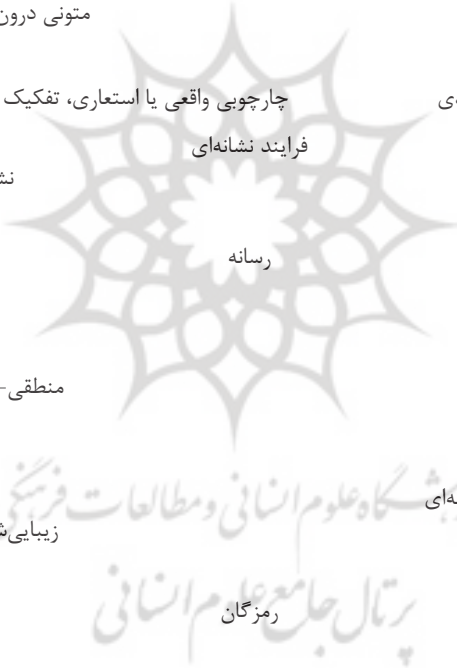 متونی درون
چارچوبی واقعی یا استعاری، تفکیک
فرایند نشانه‌ای
رسانه
منطقی-
پژوهشگاه علوم انسانی و مطالعات فرهنگی
رمزگان
پرتال جامع علوم انسانی